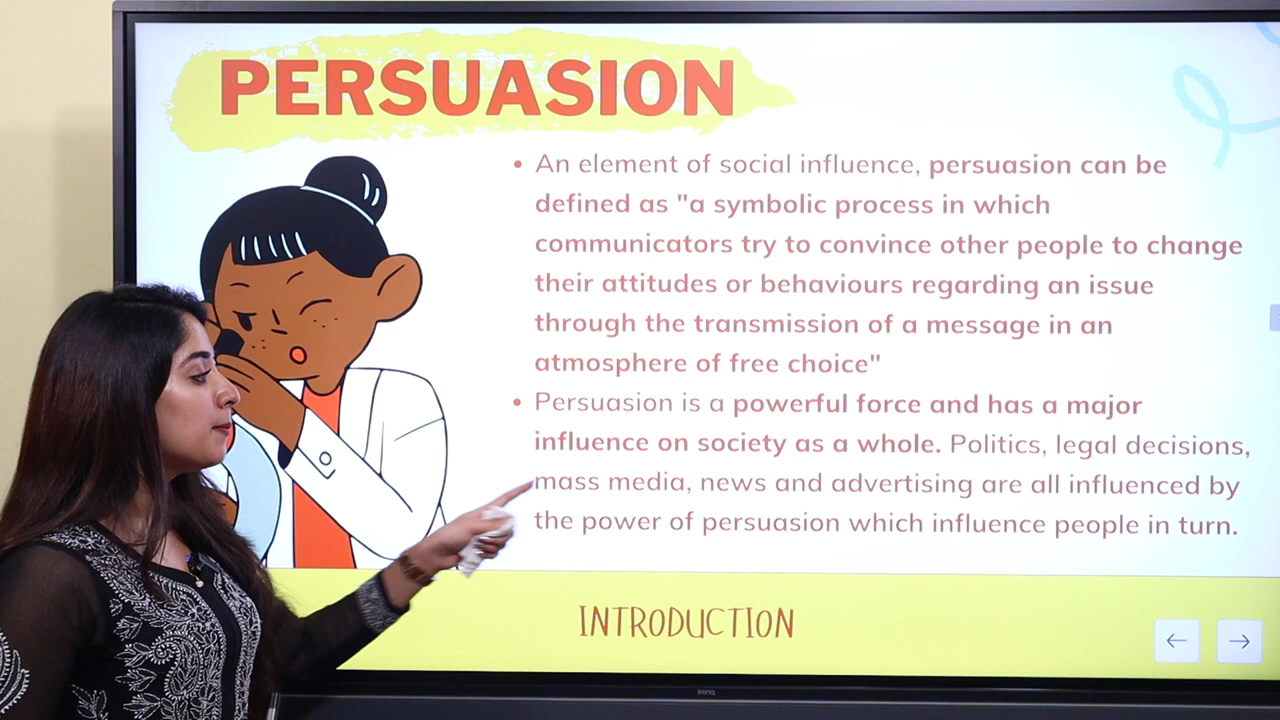 PERSUASION
• An element of social influence, persuasion can be
defined as "a symbolic process in which
communicators try to convince other people to change
their attitudes or behaviours regarding an issue
through the transmission of a message in an
atmosphere of free choice"
• Persuasion is a powerful force and has a major
influence on society as a whole. Politics, legal decisions,
mass media, news and advertising are all influenced by
the power of persuasion which influence people in turn.
INTRODUCTION
BenQ